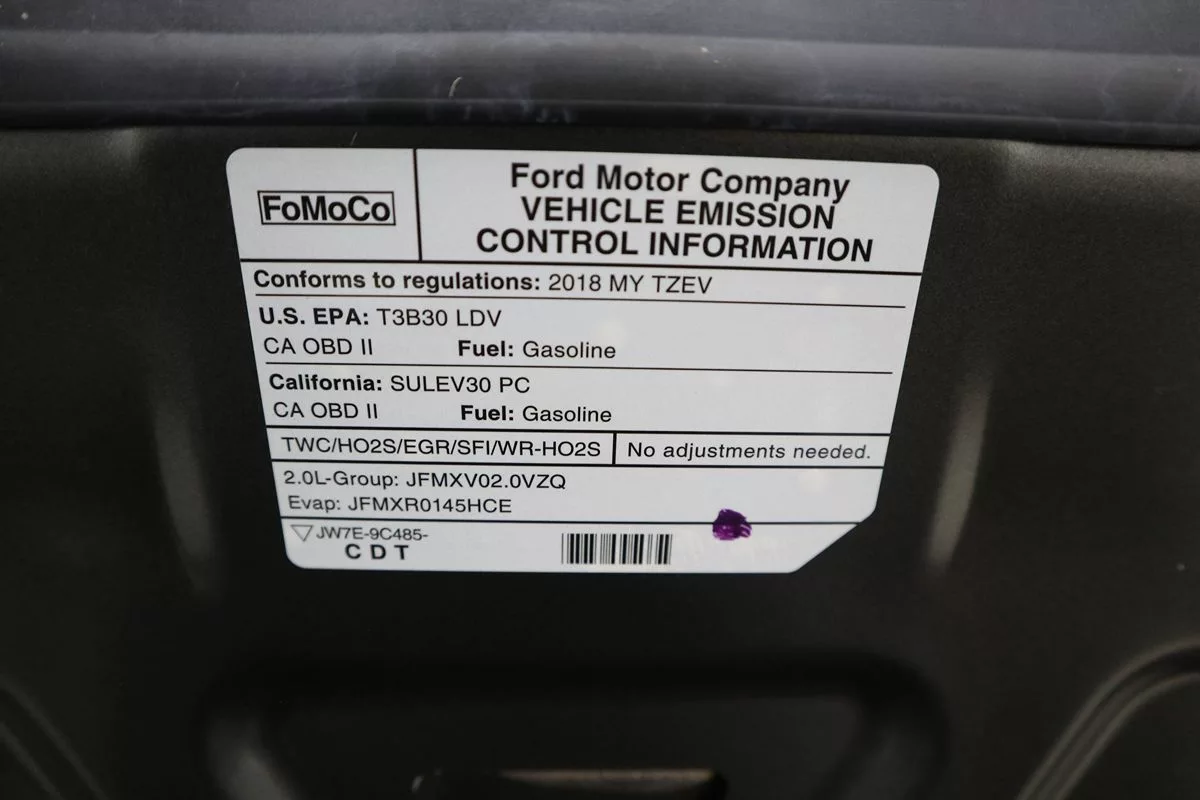 FoMoCo
Ford Motor Company
VEHICLE EMISSION
CONTROL INFORMATION
Conforms to regulations: 2018 MY TZEV
U.S. EPA: T3B30 LDV
CA OBD II Fuel: Gasoline
California: SULEV30 PC
CA OBD II Fuel: Gasoline
TWC/HO2S/EGR/SFI/WR-HO2S No adjustments needed.
2.0L-Group: JFMXV02.0VZQ
Evap: JFMXR0145HCE
JW7E-9C485-
CDT